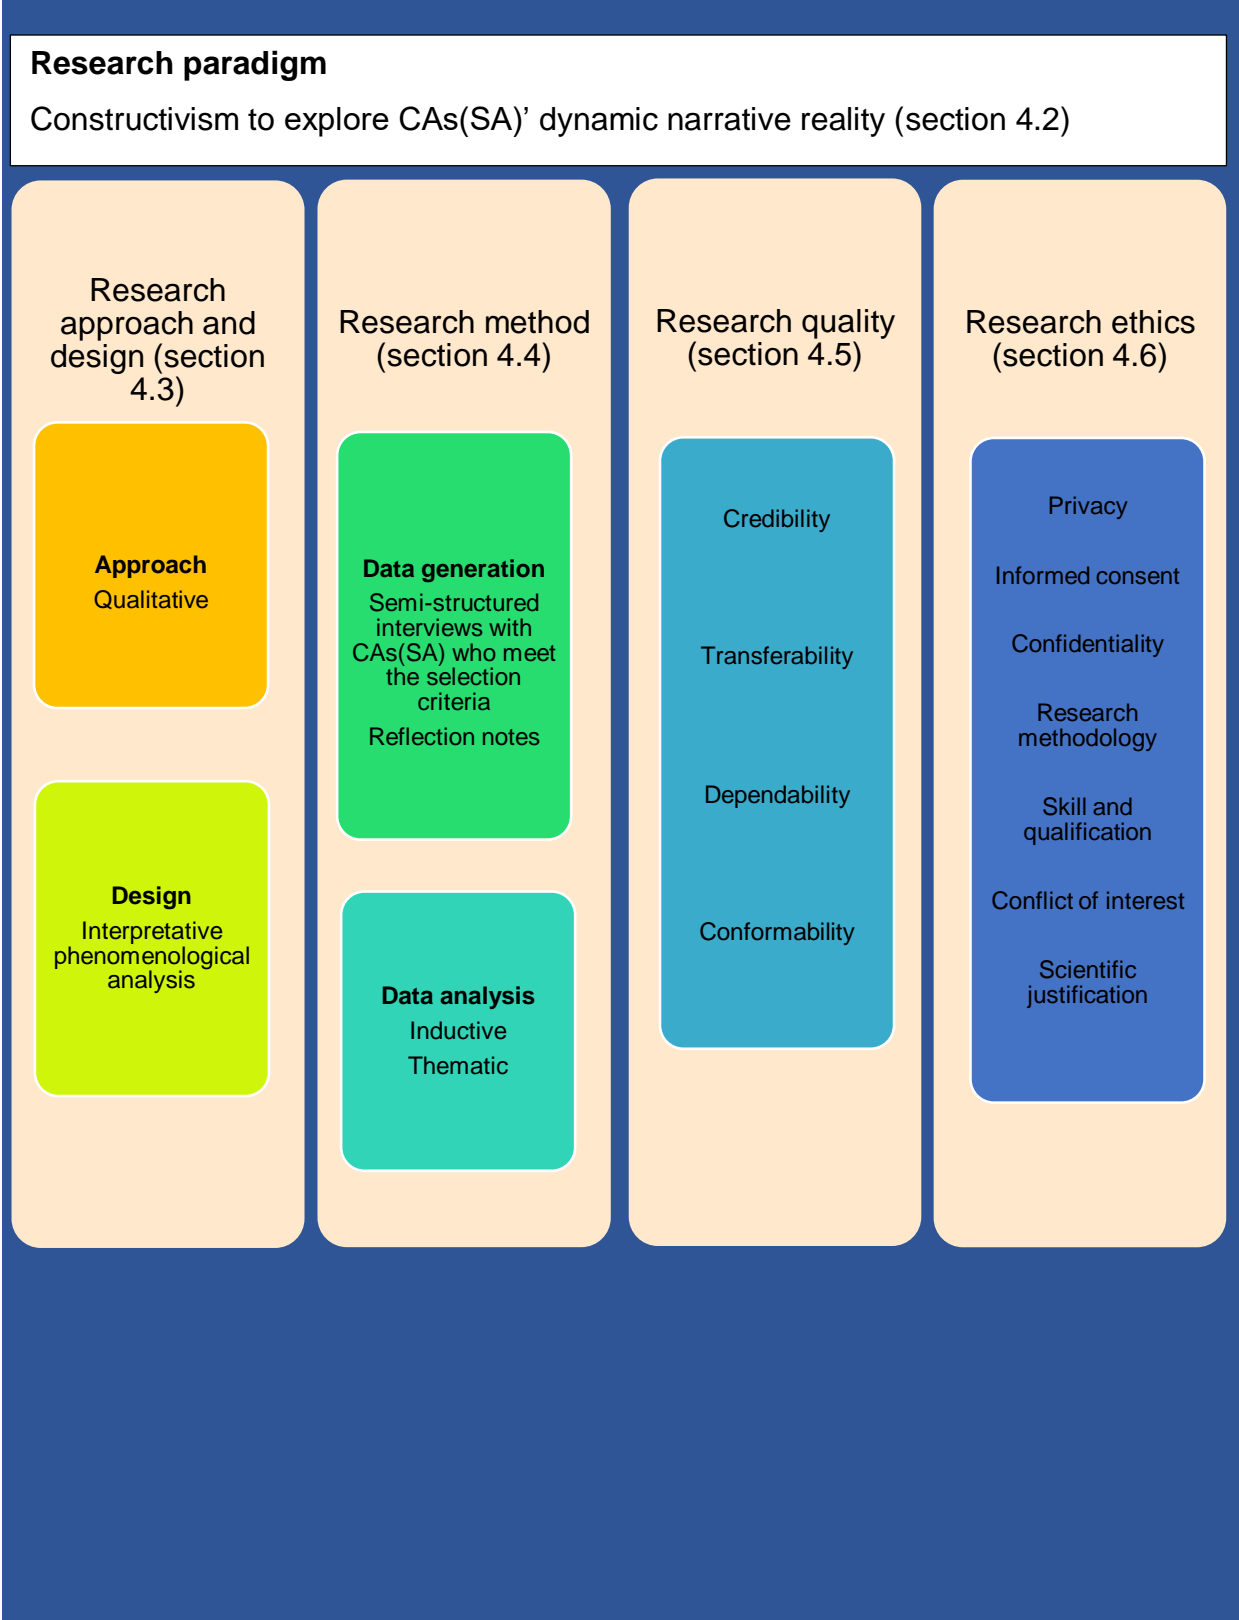 Research paradigm
Constructivism to explore CAs(SA)’ dynamic narrative reality (section 4.2)
Research
approach and
design (section
4.3)
Approach
Qualitative
Design
Interpretative
phenomenological
analysis
Research method
(section 4.4)
Data generation
Semi-structured
interviews with
CAs(SA) who meet
the selection
criteria
Reflection notes
Data analysis
Inductive
Thematic
Research quality
(section 4.5)
Credibility
Transferability
Dependability
Conformability
Research ethics
(section 4.6)
Privacy
Informed consent
Confidentiality
Research
methodology
Skill and
qualification
Conflict of interest
Scientific
justification